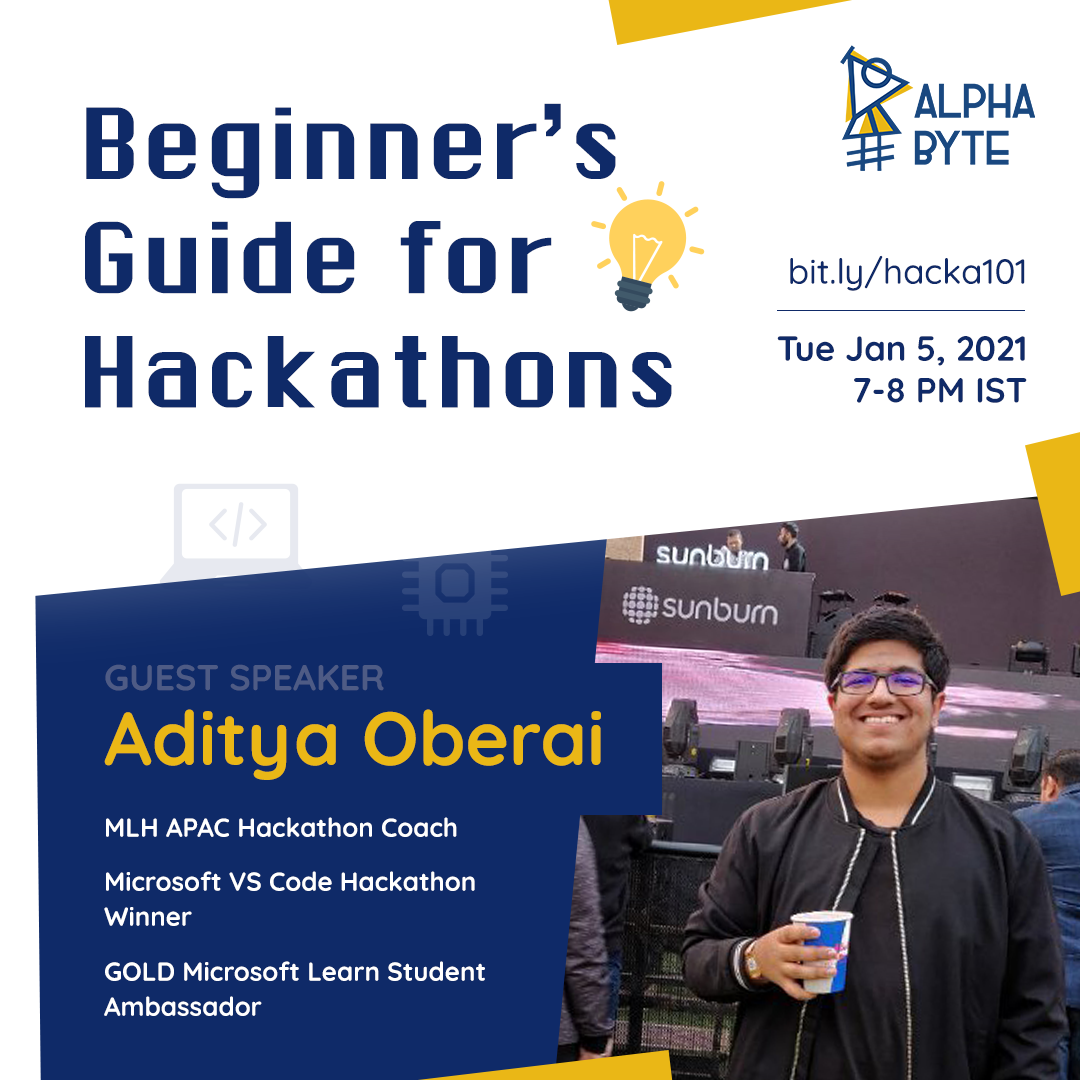 Beginner's
Guide for
Hackathons
ALPHA
BYTE
bit.ly/hacka101
Tue Jan 5, 2021
7-8 PM IST
</>
sunburn
sunburn
GUEST SPEAKER
Aditya Oberai
MLH APAC Hackathon Coach
Microsoft VS Code Hackathon
Winner
GOLD Microsoft Learn Student
Ambassador